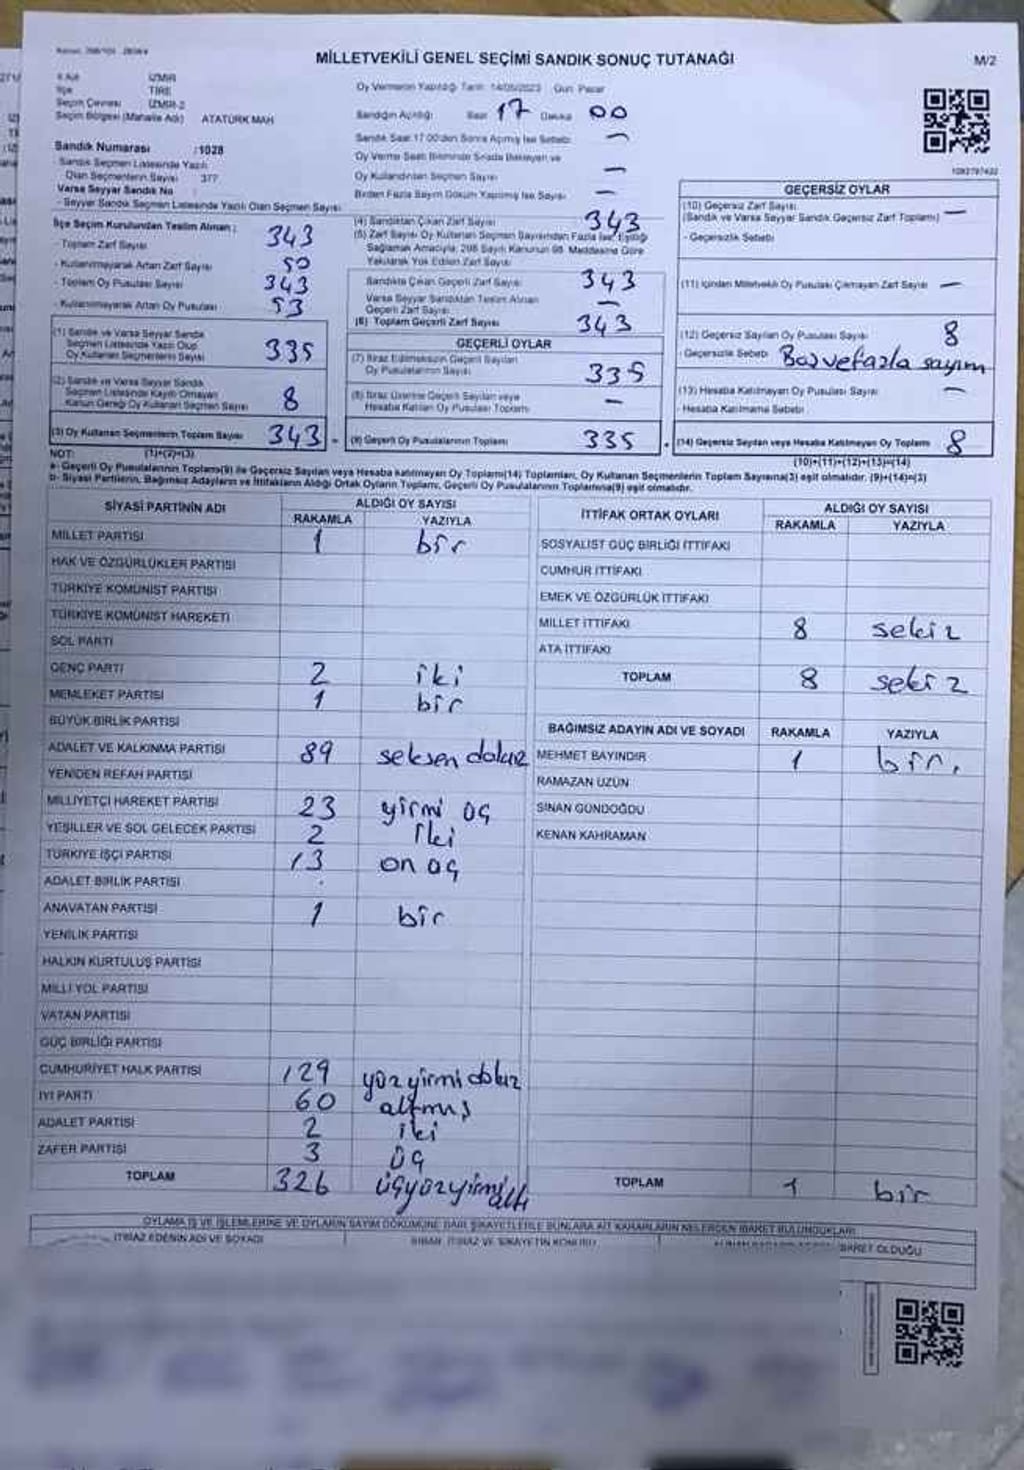 MİLLETVEKİLİ GENEL SEÇİMİ SANDIK SONUÇ TUTANAĞI
M/2
İZMİR
İlçe TİRE
Seçim Çevresi İZMİR-2
Seçim Bölgesi (Mahalle Adı) ATATÜRK MAH
Sandık Numarası :1028
Sandık Seçmen Listesinde Yazılı
Olan Seçmenlerin Sayısı 377
Varsa Seyyar Sandık No
- Seyyar Sandık Seçmen Listesinde Yazılı Olan Seçmen Sayısı
Oy Vermenin Yapıldığı Tarih: 14/05/2023 Gün: Pazar
Sandığın Açılışı Saat 17 Dakika 00
Sandık Saat 17:00'den Sonra Açılmış İse Sebebi —
Oy Verme Saati Bitiminde Sırada Bekleyen ve
Oy Kullandırılan Seçmen Sayısı —
Birden Fazla Sayım Döküm Yapılmış İse Sayısı —
İlçe Seçim Kurulundan Teslim Alınan:
- Toplam Zarf Sayısı 343
- Kullanılmayarak Artan Zarf Sayısı 50
- Toplam Oy Pusulası Sayısı 343
- Kullanılmayarak Artan Oy Pusulası 53
(1) Sandık ve Varsa Seyyar Sandık
Seçmen Listesinde Yazılı Olup
Oy Kullanan Seçmenlerin Sayısı 335
(2) Sandık ve Varsa Seyyar Sandık
Seçmen Listesinde Kayıtlı Olmayan
Kanun Gereği Oy Kullanan Seçmen Sayısı 8
(3) Oy Kullanan Seçmenlerin Toplam Sayısı 343
(1)+(2)=(3)
(4) Sandıktan Çıkan Zarf Sayısı 343
(5) Zarf Sayısı Oy Kullanan Seçmen Sayısından Fazla İse, Eşitliği
Sağlamak Amacıyla; 298 Sayılı Kanunun 98. Maddesine Göre
Yakılarak Yok Edilen Zarf Sayısı
Sandıkta Çıkan Geçerli Zarf Sayısı 343
Varsa Seyyar Sandıktan Teslim Alınan
Geçerli Zarf Sayısı —
(6) Toplam Geçerli Zarf Sayısı 343
GEÇERLİ OYLAR
(7) İtiraz Edilmeksizin Geçerli Sayılan
Oy Pusulalarının Sayısı 335
(8) İtiraz Üzerine Geçerli Sayılan veya
Hesaba Katılan Oy Pusulaları Toplamı —
(9) Geçerli Oy Pusulalarının Toplamı 335
GEÇERSİZ OYLAR
(10) Geçersiz Zarf Sayısı
(Sandık ve Varsa Seyyar Sandık Geçersiz Zarf Toplamı) —
- Geçersizlik Sebebi
(11) İçinden Milletvekili Oy Pusulası Çıkmayan Zarf Sayısı —
(12) Geçersiz Sayılan Oy Pusulası Sayısı 8
- Geçersizlik Sebebi Boş ve fazla sayım
(13) Hesaba Katılmayan Oy Pusulası Sayısı —
- Hesaba Katılmama Sebebi
(14) Geçersiz Sayılan veya Hesaba Katılmayan Oy Toplamı 8
(10)+(11)+(12)+(13)=(14)
NOT:
a- Geçerli Oy Pusulalarının Toplamı(9) ile Geçersiz Sayılan veya Hesaba Katılmayan Oy Toplamı(14) Toplamları, Oy Kullanan Seçmenlerin Toplam Sayısına(3) eşit olmalıdır. (9)+(14)=(3)
b- Siyasi Partilerin, Bağımsız Adayların ve İttifakların Aldığı Ortak Oyların Toplamı, Geçerli Oy Pusulalarının Toplamına(9) eşit olmalıdır.
SİYASİ PARTİNİN ADI ALDIĞI OY SAYISI
RAKAMLA YAZIYLA
MİLLET PARTİSİ 1 bir
HAK VE ÖZGÜRLÜKLER PARTİSİ
TÜRKİYE KOMÜNİST PARTİSİ
TÜRKİYE KOMÜNİST HAREKETİ
SOL PARTİ
GENÇ PARTİ 2 iki
MEMLEKET PARTİSİ 1 bir
BÜYÜK BİRLİK PARTİSİ
ADALET VE KALKINMA PARTİSİ 89 seksen dokuz
YENİDEN REFAH PARTİSİ
MİLLİYETÇİ HAREKET PARTİSİ 23 yirmi üç
YEŞİLLER VE SOL GELECEK PARTİSİ 2 iki
TÜRKİYE İŞÇİ PARTİSİ 13 on üç
ADALET BİRLİK PARTİSİ
ANAVATAN PARTİSİ 1 bir
YENİLİK PARTİSİ
HALKIN KURTULUŞ PARTİSİ
MİLLİ YOL PARTİSİ
VATAN PARTİSİ
GÜÇ BİRLİĞİ PARTİSİ
CUMHURİYET HALK PARTİSİ 129 yüz yirmi dokuz
İYİ PARTİ 60 altmış
ADALET PARTİSİ 2 iki
ZAFER PARTİSİ 3 üç
TOPLAM 326 üçyüzyirmi altı
İTTİFAK ORTAK OYLARI ALDIĞI OY SAYISI
RAKAMLA YAZIYLA
SOSYALİST GÜÇ BİRLİĞİ İTTİFAKI
CUMHUR İTTİFAKI
EMEK VE ÖZGÜRLÜK İTTİFAKI
MİLLET İTTİFAKI 8 sekiz
ATA İTTİFAKI
TOPLAM 8 sekiz
BAĞIMSIZ ADAYIN ADI VE SOYADI RAKAMLA YAZIYLA
MEHMET BAYINDIR 1 bir.
RAMAZAN UZUN
SİNAN GÜNDOĞDU
KENAN KAHRAMAN
TOPLAM 1 bir
OYLAMA İŞ VE İŞLEMLERİNE VE OYLARIN SAYIM DÖKÜMÜNE DAİR ŞİKAYETLERLE BUNLARA AİT KARARLARIN NELERDEN İBARET BULUNDUKLARI
İTİRAZ EDENİN ADI VE SOYADI